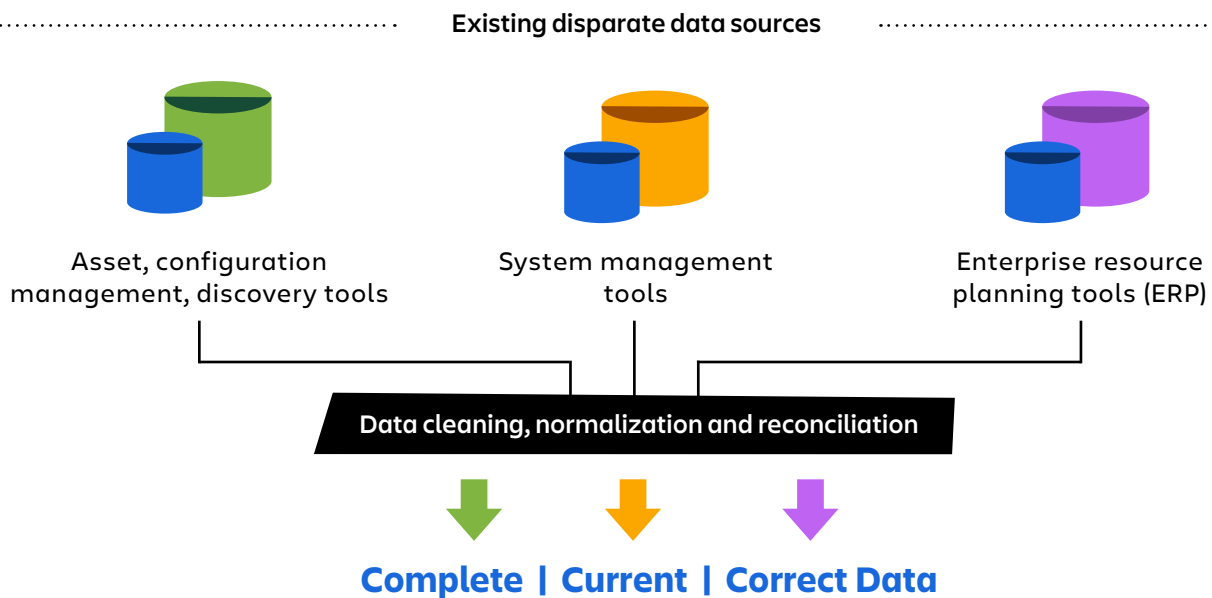 Existing disparate data sources
Asset, configuration
management, discovery tools
System management
tools
Enterprise resource
planning tools (ERP)
Data cleaning, normalization and reconciliation
Complete | Current | Correct Data